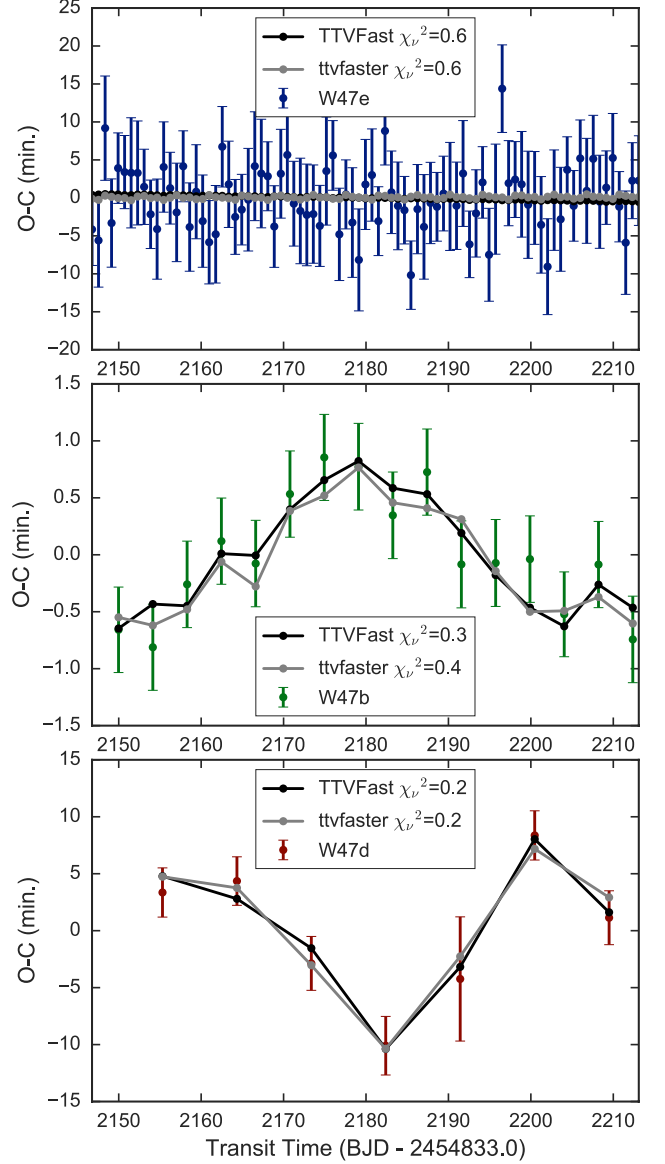 25
20
15
10
5
0
−5
−10
−15
−20
O-C (min.)
TTVFast χν²=0.6
ttvfaster χν²=0.6
W47e
2150 2160 2170 2180 2190 2200 2210
1.5
1.0
0.5
0.0
−0.5
−1.0
−1.5
O-C (min.)
TTVFast χν²=0.3
ttvfaster χν²=0.4
W47b
2150 2160 2170 2180 2190 2200 2210
15
10
5
0
−5
−10
−15
O-C (min.)
TTVFast χν²=0.2
ttvfaster χν²=0.2
W47d
2150 2160 2170 2180 2190 2200 2210
Transit Time (BJD - 2454833.0)